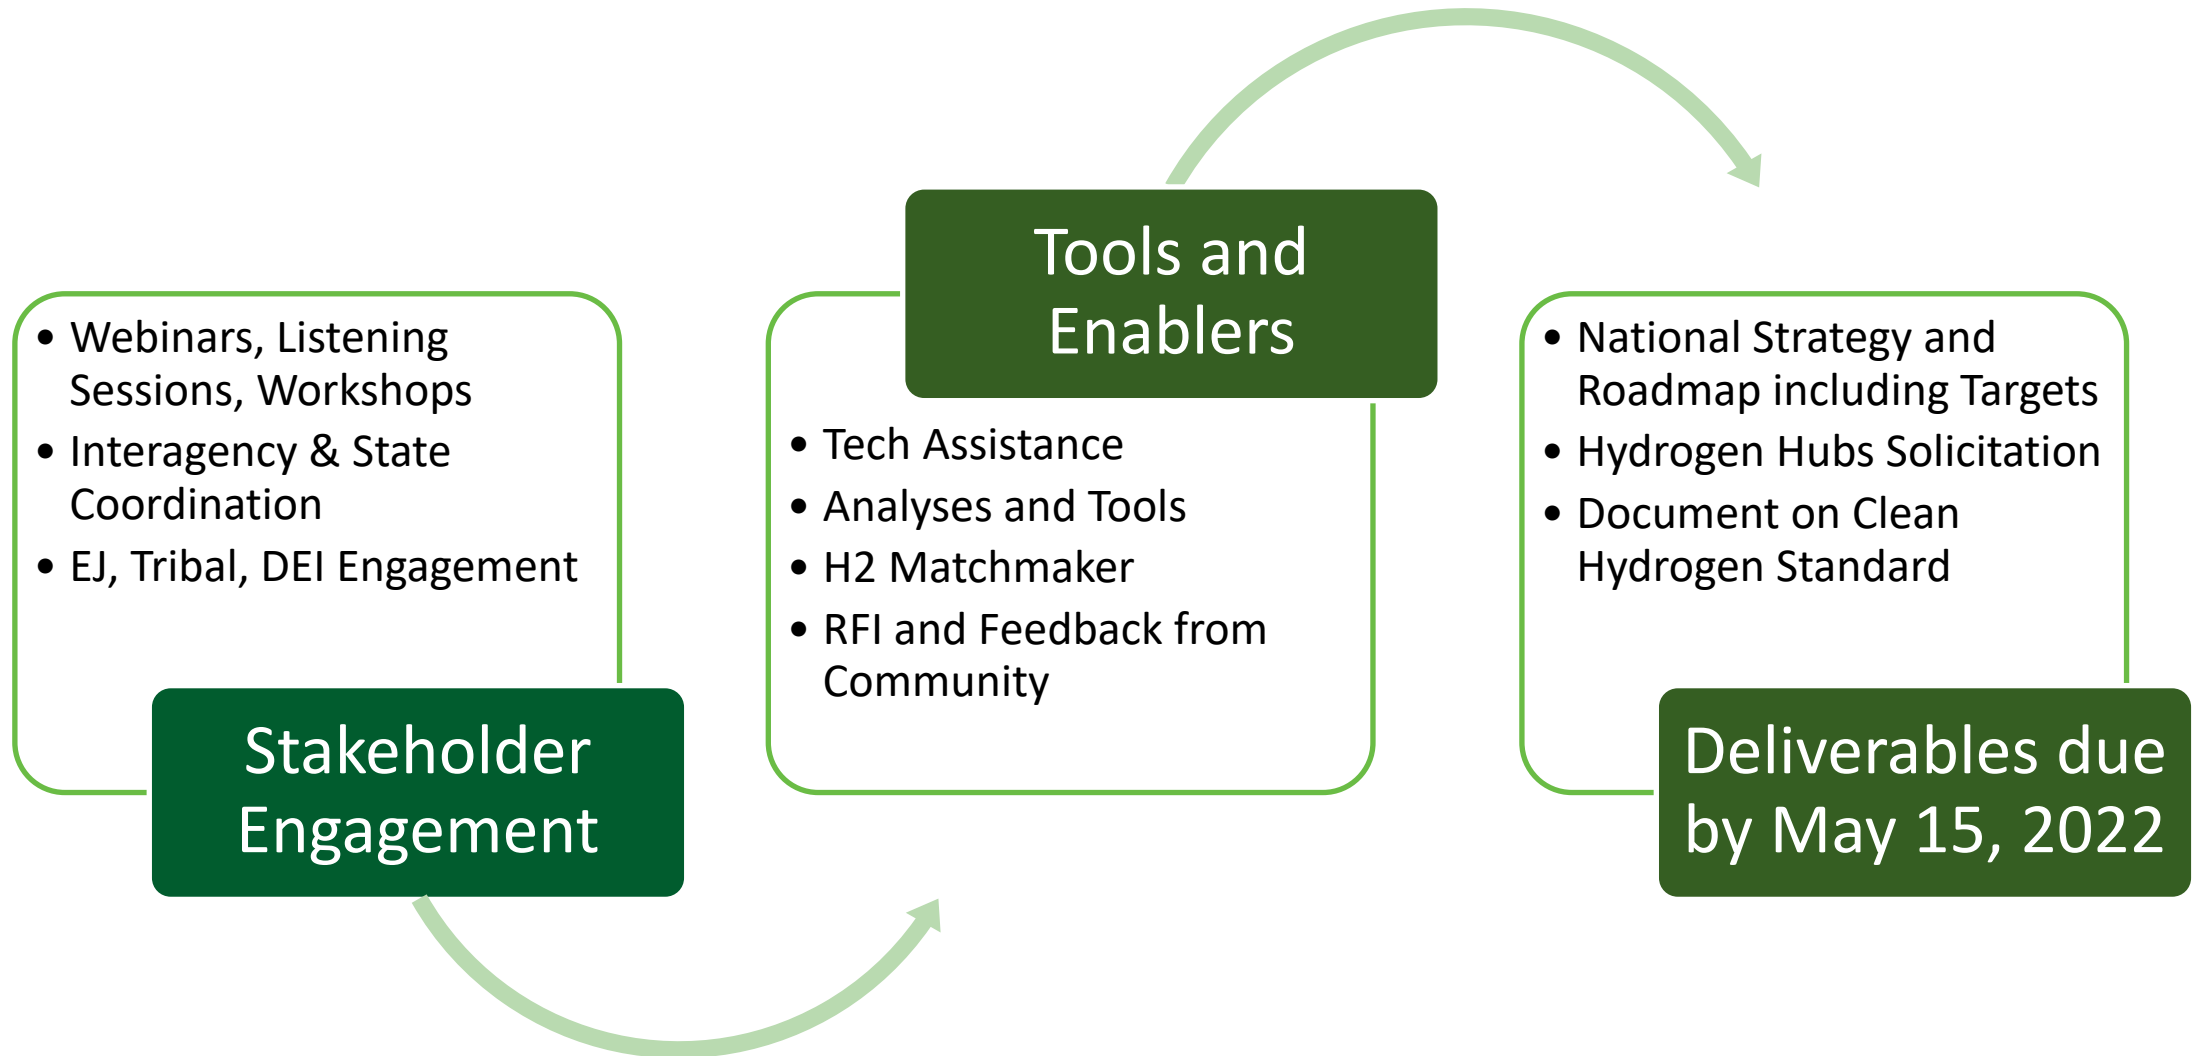 • Webinars, Listening
Sessions, Workshops
• Interagency & State
Coordination
• EJ, Tribal, DEI Engagement
Stakeholder
Engagement
Tools and
Enablers
• Tech Assistance
• Analyses and Tools
• H2 Matchmaker
• RFI and Feedback from
Community
• National Strategy and
Roadmap including Targets
• Hydrogen Hubs Solicitation
• Document on Clean
Hydrogen Standard
Deliverables due
by May 15, 2022